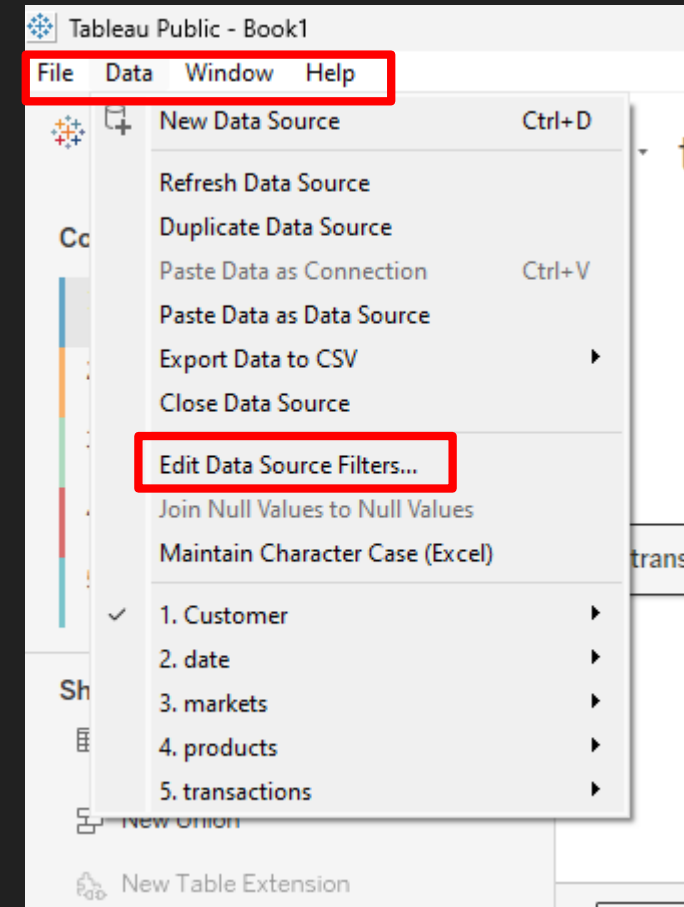 Tableau Public - Book1
File Data Window Help
New Data Source Ctrl+D
Refresh Data Source
Duplicate Data Source
Paste Data as Connection Ctrl+V
Paste Data as Data Source
Export Data to CSV
Close Data Source
Edit Data Source Filters...
Join Null Values to Null Values
Maintain Character Case (Excel)
1. Customer
2. date
3. markets
4. products
5. transactions
New Union
New Table Extension